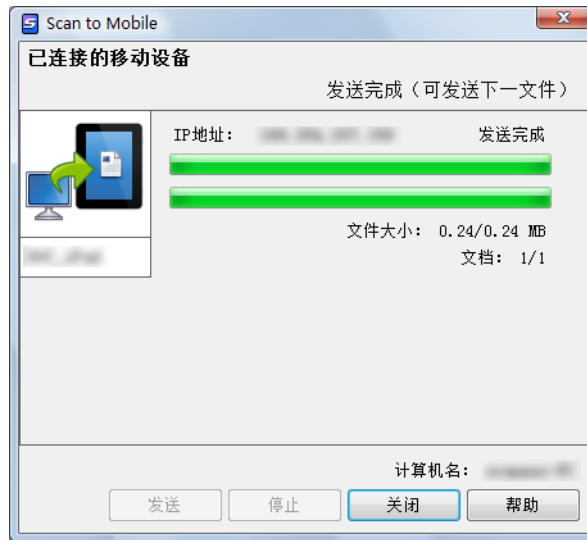 Scan to Mobile
已连接的移动设备
发送完成（可发送下一文件）
IP地址： 发送完成
文件大小： 0.24/0.24 MB
文档： 1/1
计算机名：
发送 停止 关闭 帮助